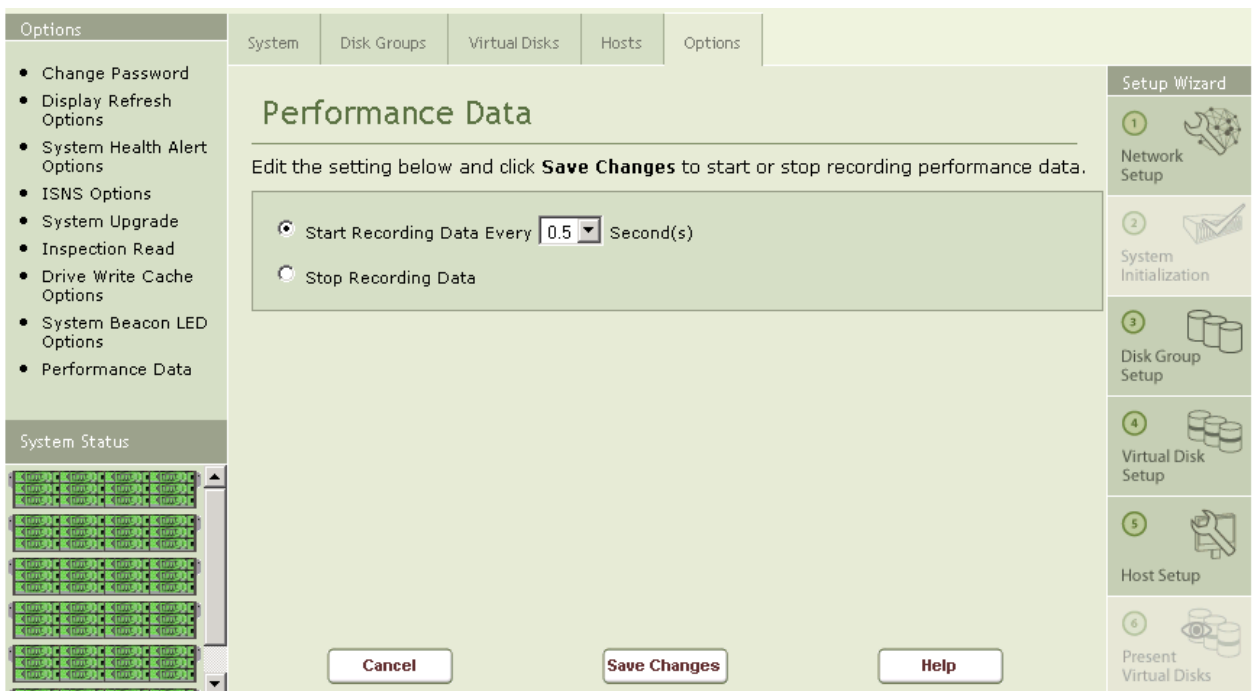 Options
Change Password
Display Refresh
Options
System Health Alert
Options
ISNS Options
System Upgrade
Inspection Read
Drive Write Cache
Options
System Beacon LED
Options
Performance Data
System Status
System
Disk Groups
Virtual Disks
Hosts
Options
Performance Data
Edit the setting below and click Save Changes to start or stop recording performance data.
Start Recording Data Every 0.5 Second(s)
Stop Recording Data
Cancel
Save Changes
Help
Setup Wizard
1
Network
Setup
2
System
Initialization
3
Disk Group
Setup
4
Virtual Disk
Setup
5
Host Setup
6
Present
Virtual Disks